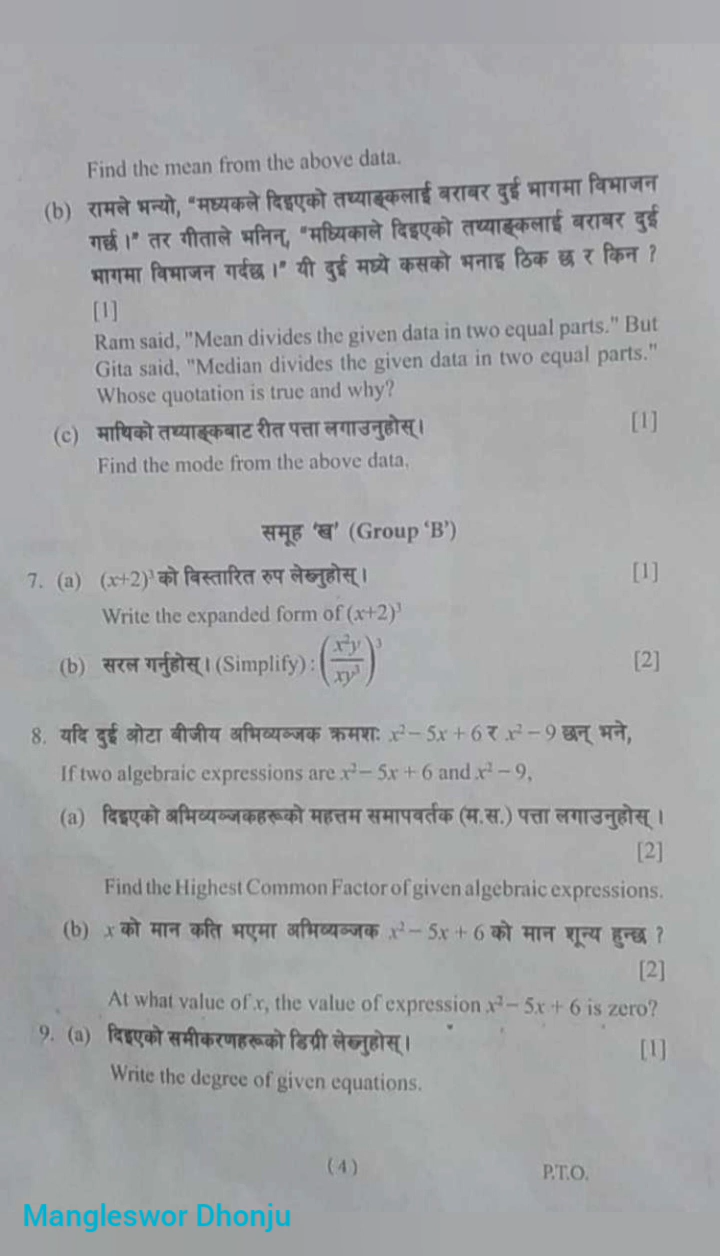 Find the mean from the above data.
(b) रामले भन्यो, "मध्यकले दिइएको तथ्याङ्कलाई बराबर दुई भागमा विभाजन
गर्छ ।" तर गीताले भनिन्, "मध्यिकाले दिइएको तथ्याङ्कलाई बराबर दुई
भागमा विभाजन गर्दछ ।" यी दुई मध्ये कसको भनाइ ठिक छ र किन ?
[1]
Ram said, "Mean divides the given data in two equal parts." But
Gita said, "Median divides the given data in two equal parts."
Whose quotation is true and why?
(c) माथिको तथ्याङ्कबाट रीत पत्ता लगाउनुहोस्। [1]
Find the mode from the above data.
समूह 'ख' (Group 'B')
7. (a) (x+2)³ को विस्तारित रुप लेख्नुहोस्। [1]
Write the expanded form of (x+2)³
(b) सरल गर्नुहोस्। (Simplify) : (x²y/xy³)³ [2]
8. यदि दुई ओटा बीजीय अभिव्यञ्जक क्रमशः x² – 5x + 6 र x² – 9 छन् भने,
If two algebraic expressions are x² – 5x + 6 and x² – 9,
(a) दिइएको अभिव्यञ्जकहरूको महत्तम समापवर्तक (म.स.) पत्ता लगाउनुहोस् ।
[2]
Find the Highest Common Factor of given algebraic expressions.
(b) x को मान कति भएमा अभिव्यञ्जक x² – 5x + 6 को मान शून्य हुन्छ ?
[2]
At what value of x, the value of expression x² – 5x + 6 is zero?
9. (a) दिइएको समीकरणहरूको डिग्री लेख्नुहोस्। [1]
Write the degree of given equations.
(4) P.T.O.
Mangleswor Dhonju